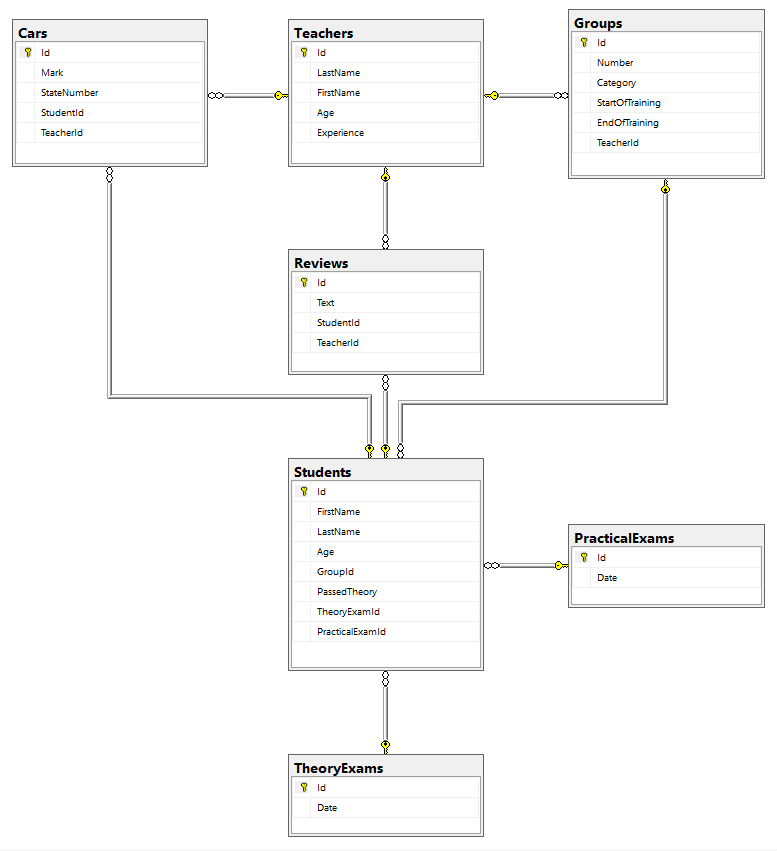 Cars
Id
Mark
StateNumber
StudentId
TeacherId
Teachers
Id
LastName
FirstName
Age
Experience
Groups
Id
Number
Category
StartOfTraining
EndOfTraining
TeacherId
Reviews
Id
Text
StudentId
TeacherId
Students
Id
FirstName
LastName
Age
GroupId
PassedTheory
TheoryExamId
PracticalExamId
PracticalExams
Id
Date
TheoryExams
Id
Date